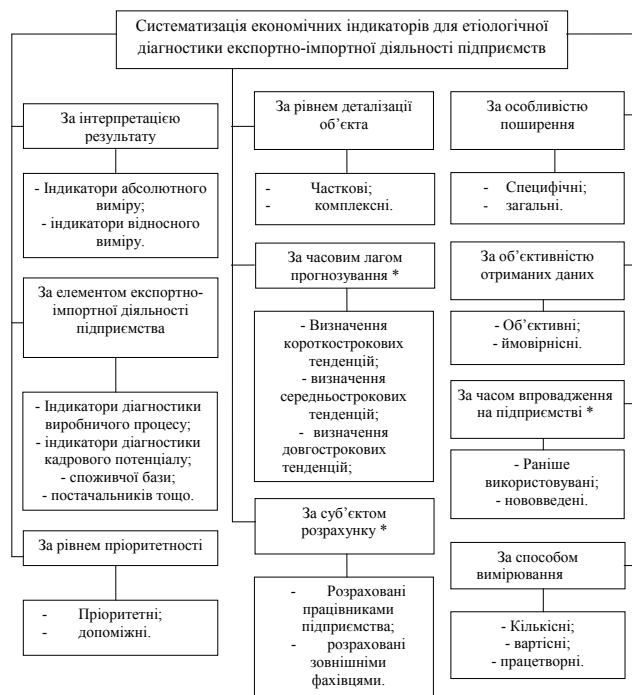 Систематизація економічних індикаторів для етіологічної
діагностики експортно-імпортної діяльності підприємств
За інтерпретацією
результату
- Індикатори абсолютного
виміру;
- індикатори відносного
виміру.
За елементом експортно-
імпортної діяльності
підприємства
- Індикатори діагностики
виробничого процесу;
- індикатори діагностики
кадрового потенціалу;
- споживчої бази;
- постачальників тощо.
За рівнем пріоритетності
- Пріоритетні;
- допоміжні.
За рівнем деталізації
об’єкта
- Часткові;
- комплексні.
За часовим лагом
прогнозування *
- Визначення
короткострокових
тенденцій;
- визначення
середньострокових
тенденцій;
- визначення
довгострокових
тенденцій;
За суб’єктом
розрахунку *
- Розраховані
працівниками
підприємства;
- розраховані
зовнішніми
фахівцями.
За особливістю
поширення
- Специфічні;
- загальні.
За об’єктивністю
отриманих даних
- Об’єктивні;
- ймовірнісні.
За часом впровадження
на підприємстві *
- Раніше
використовувані;
- нововведені.
За способом
вимірювання
- Кількісні;
- вартісні;
- працетворні.